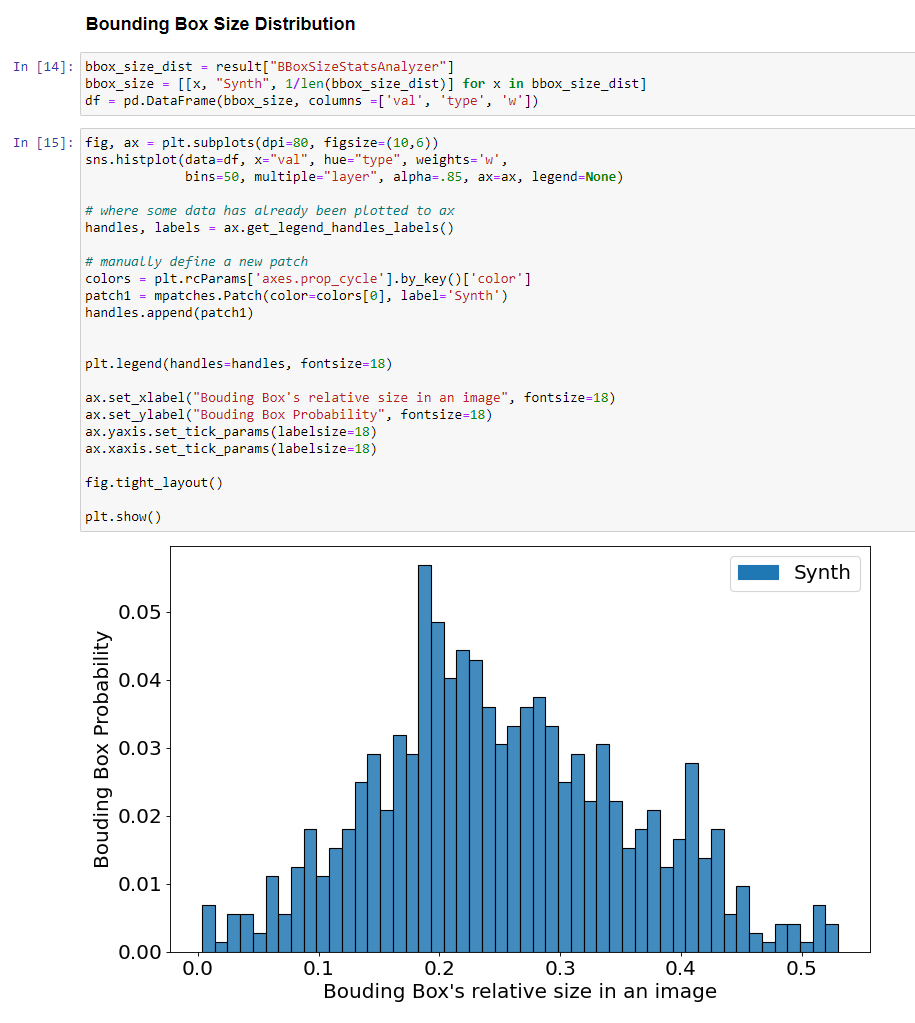 Bounding Box Size Distribution
In [14]: bbox_size_dist = result["BBoxSizeStatsAnalyzer"]
bbox_size = [[x, "Synth", 1/len(bbox_size_dist)] for x in bbox_size_dist]
df = pd.DataFrame(bbox_size, columns =['val', 'type', 'w'])
In [15]: fig, ax = plt.subplots(dpi=80, figsize=(10,6))
sns.histplot(data=df, x="val", hue="type", weights='w',
bins=50, multiple="layer", alpha=.85, ax=ax, legend=None)
# where some data has already been plotted to ax
handles, labels = ax.get_legend_handles_labels()
# manually define a new patch
colors = plt.rcParams['axes.prop_cycle'].by_key()['color']
patch1 = mpatches.Patch(color=colors[0], label='Synth')
handles.append(patch1)
plt.legend(handles=handles, fontsize=18)
ax.set_xlabel("Bouding Box's relative size in an image", fontsize=18)
ax.set_ylabel("Bouding Box Probability", fontsize=18)
ax.yaxis.set_tick_params(labelsize=18)
ax.xaxis.set_tick_params(labelsize=18)
fig.tight_layout()
plt.show()
Synth
Bouding Box Probability
0.05
0.04
0.03
0.02
0.01
0.00
0.0 0.1 0.2 0.3 0.4 0.5
Bouding Box's relative size in an image